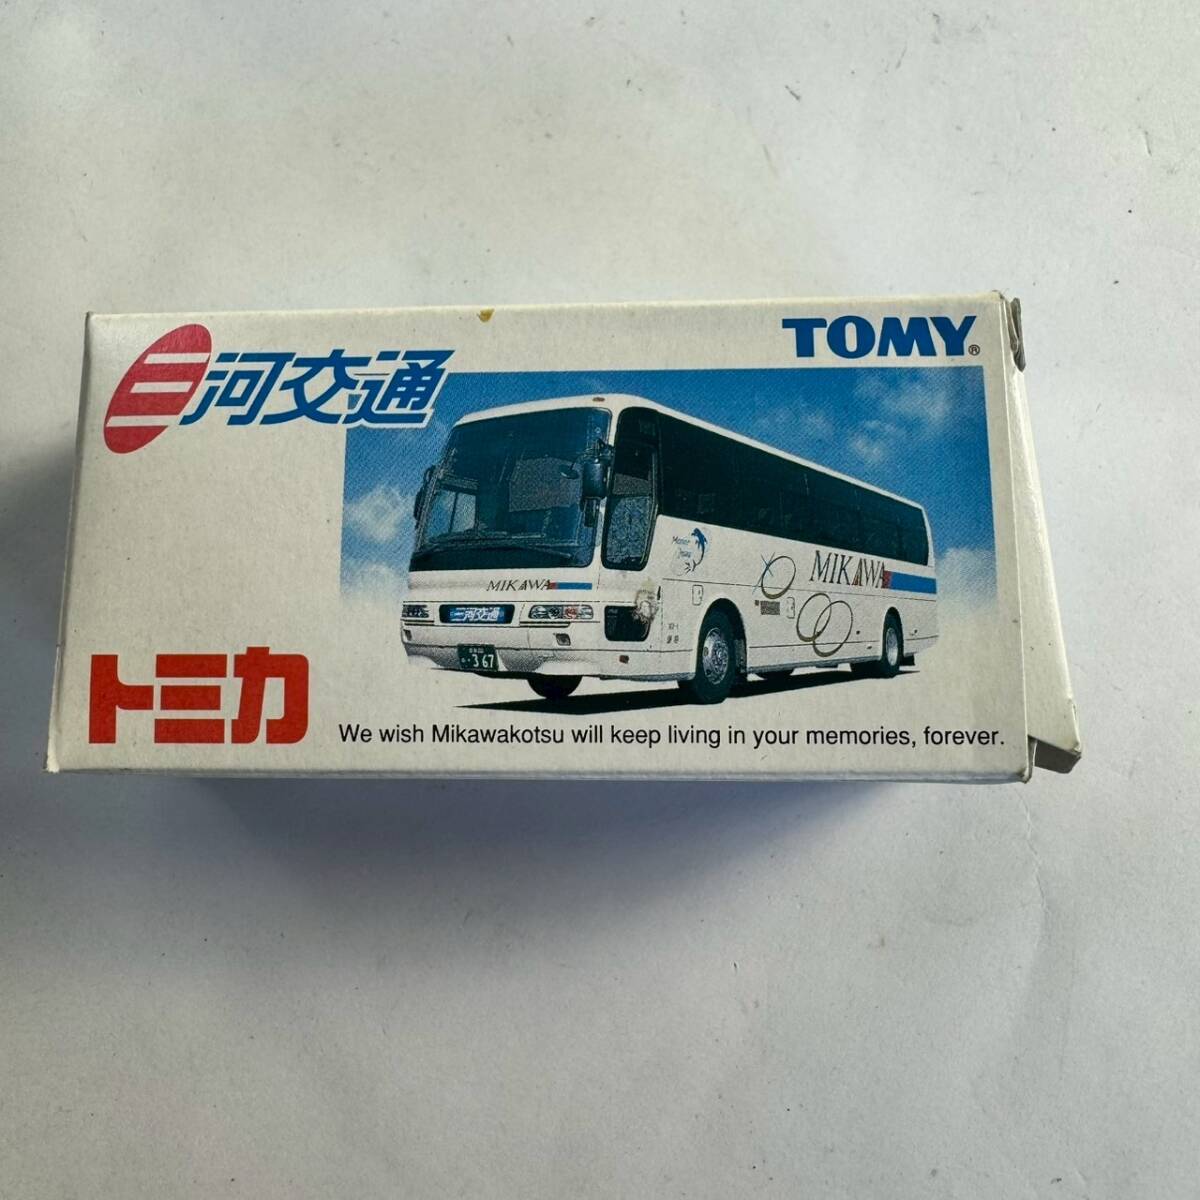 三河交通
TOMY®
MIKAWA
MIKAWA
三河交通
367
トミカ
We wish Mikawakotsu will keep living in your memories, forever.